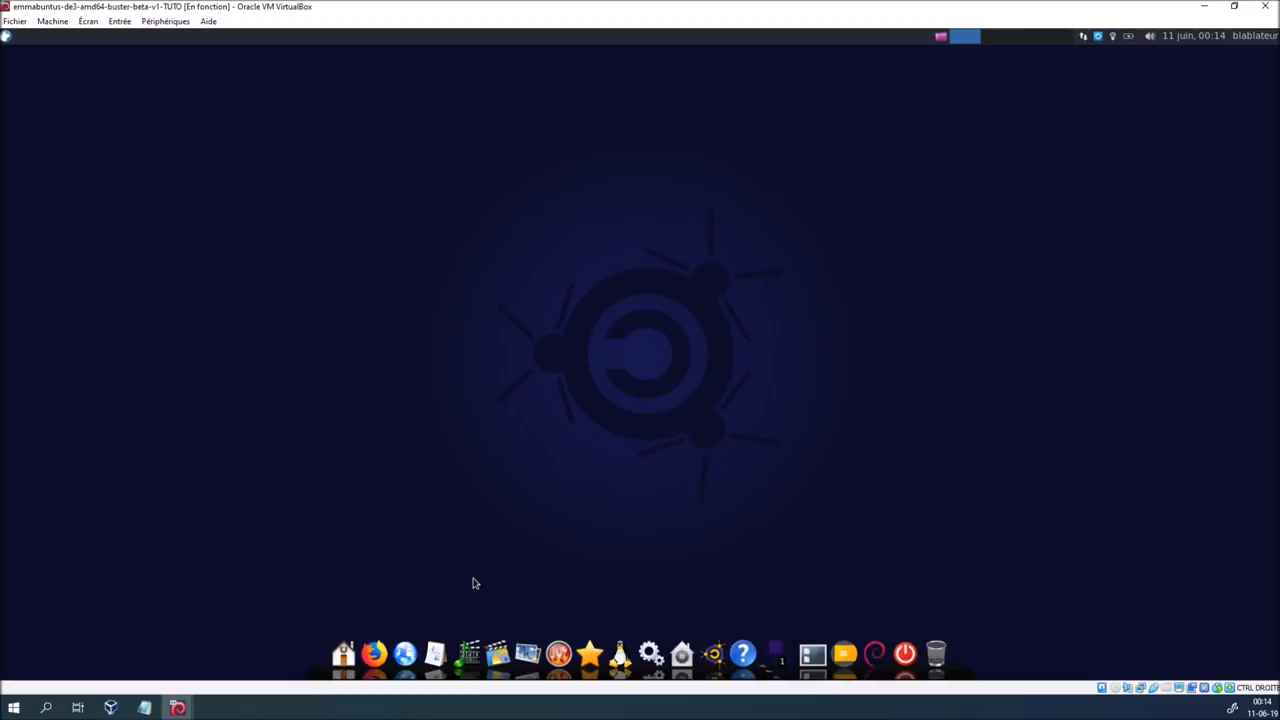 emmabuntus-de3-amd64-buster-beta-v1-TUTO [En fonction] - Oracle VM VirtualBox
Fichier Machine Écran Entrée Périphériques Aide
11 juin, 00:14 blablateur
1
CTRL DROITE
00:14
11-06-19